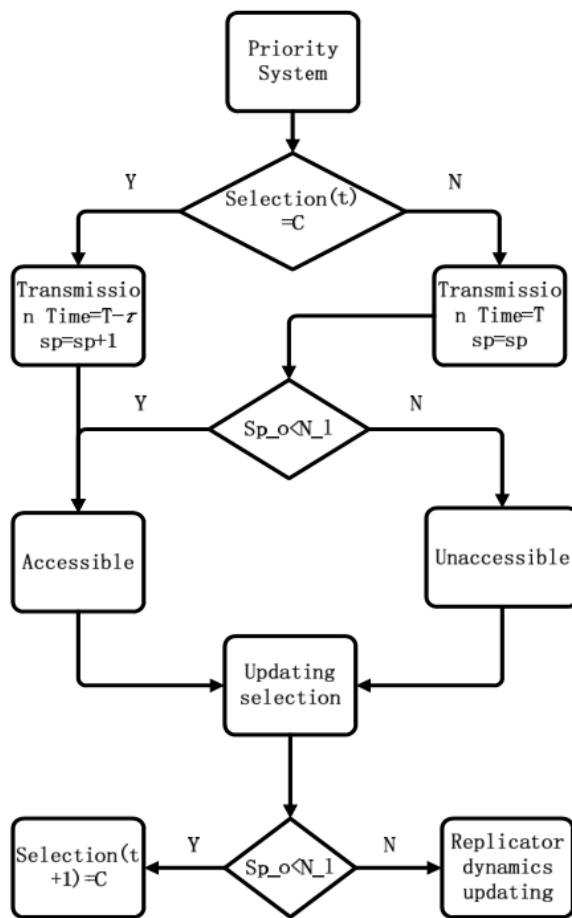 Priority
System
Y
N
Selection(t)
=C
Transmissio
n Time=T-τ
sp=sp+1
Transmissio
n Time=T
sp=sp
Y
N
Sp_o<N_l
Accessible
Unaccessible
Updating
selection
Selection(t
+1)=C
Y
Sp_o<N_l
N
Replicator
dynamics
updating